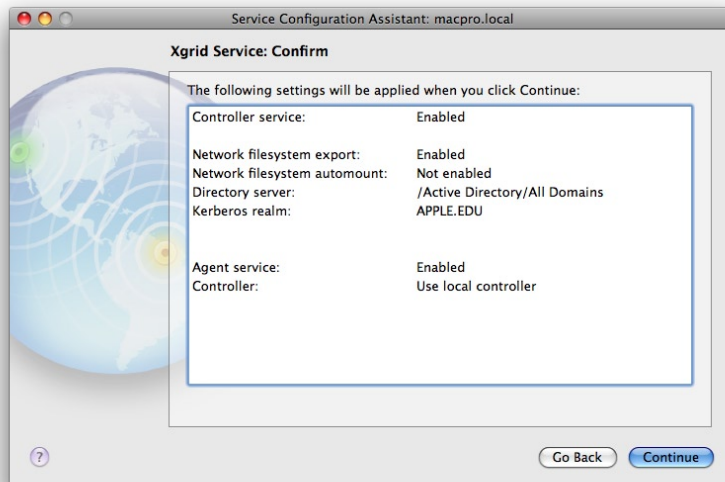 Service Configuration Assistant: macpro.local
Xgrid Service: Confirm
The following settings will be applied when you click Continue:
Controller service: Enabled
Network filesystem export: Enabled
Network filesystem automount: Not enabled
Directory server: /Active Directory/All Domains
Kerberos realm: APPLE.EDU
Agent service: Enabled
Controller: Use local controller
? Go Back Continue